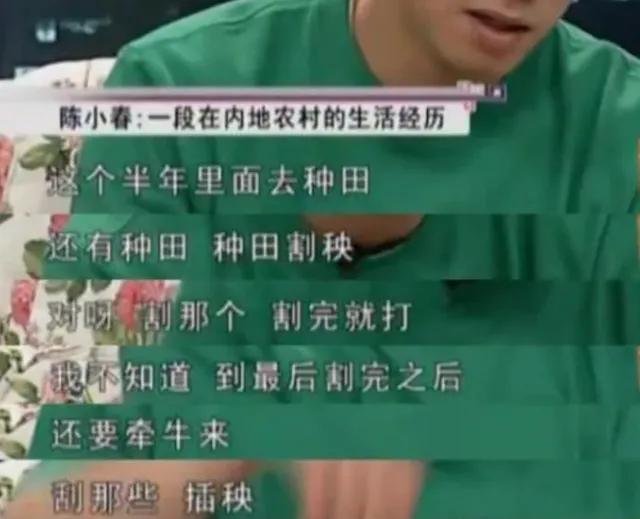 陈小春:一段在内地农村的生活经历
这个半年里面去种田
还有种田 种田割秧
对呀 割那个 割完就打
我不知道 到最后割完之后
还要牵牛来
刮那些 插秧